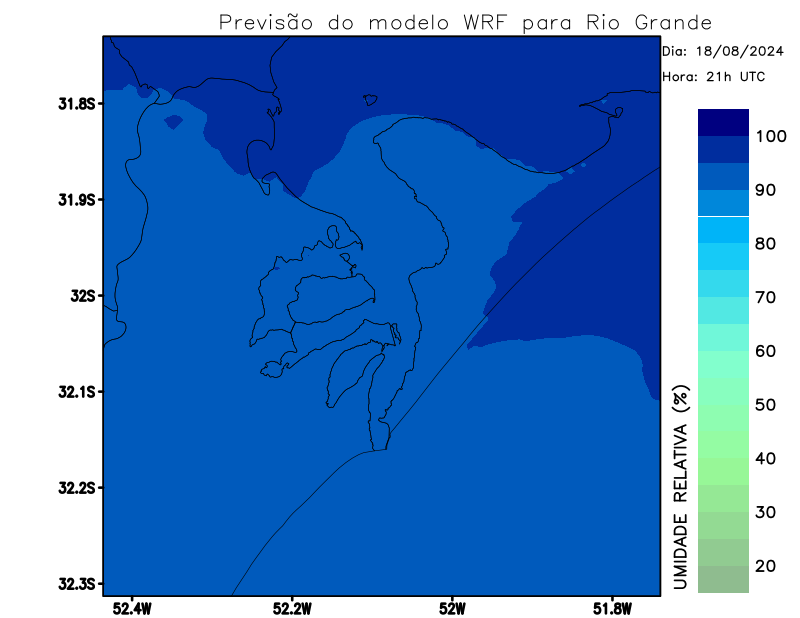 Previsão do modelo WRF para Rio Grande
Dia: 18/08/2024
Hora: 21h UTC
31.8S
31.9S
32S
32.1S
32.2S
32.3S
52.4W
52.2W
52W
51.8W
UMIDADE RELATIVA (%)
100
90
80
70
60
50
40
30
20